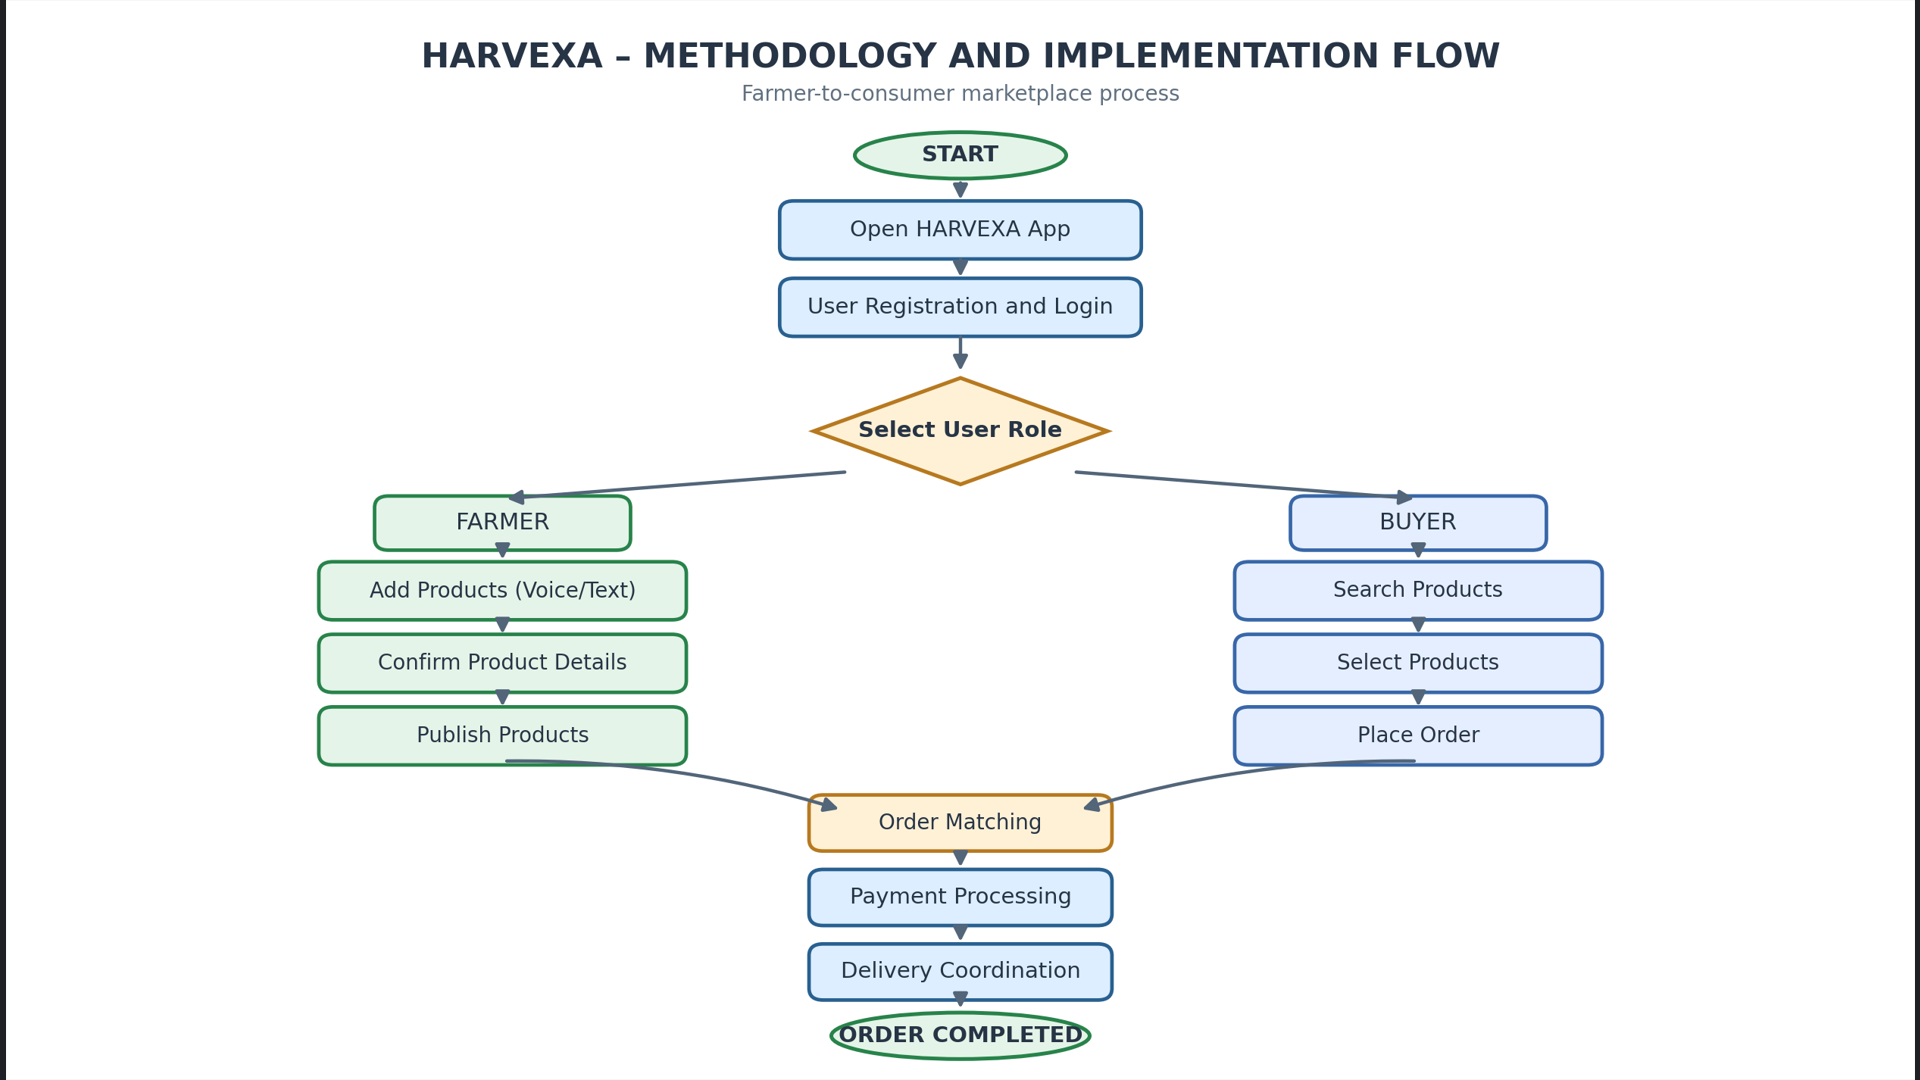 HARVEXA – METHODOLOGY AND IMPLEMENTATION FLOW
Farmer-to-consumer marketplace process
START
Open HARVEXA App
User Registration and Login
Select User Role
FARMER
Add Products (Voice/Text)
Confirm Product Details
Publish Products
BUYER
Search Products
Select Products
Place Order
Order Matching
Payment Processing
Delivery Coordination
ORDER COMPLETED